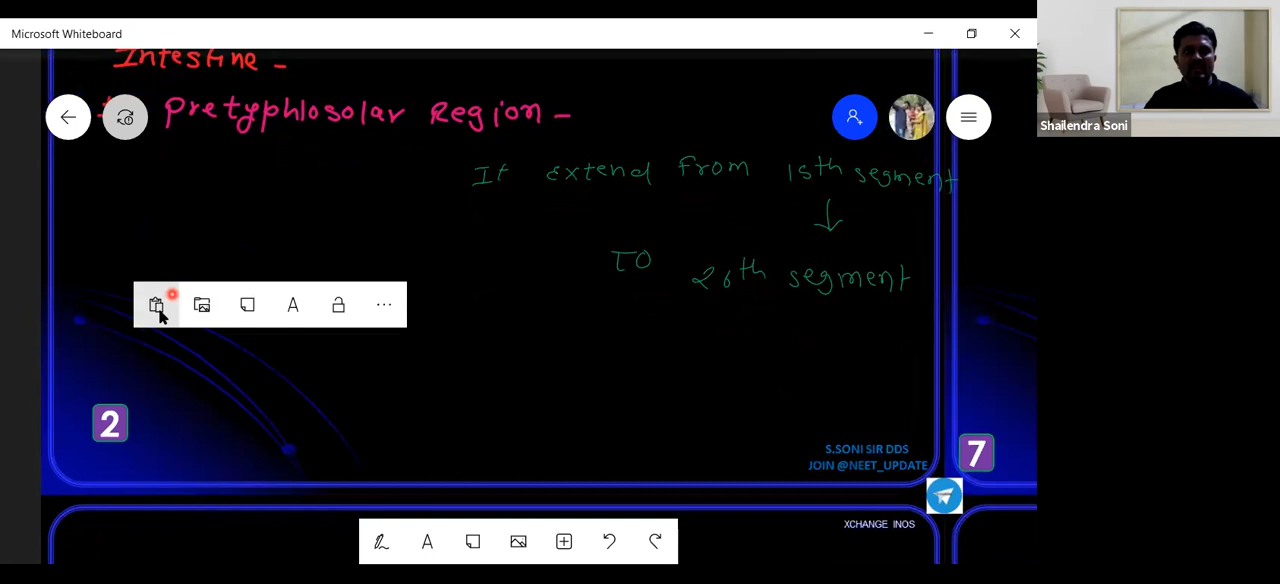 Microsoft Whiteboard
Intestine -
Pretyphlosolar Region -
It extend from 15th segment
↓
TO 26th segment
2
7
S.SONI SIR DDS
JOIN @NEET_UPDATE
XCHANGE INOS
Shailendra Soni